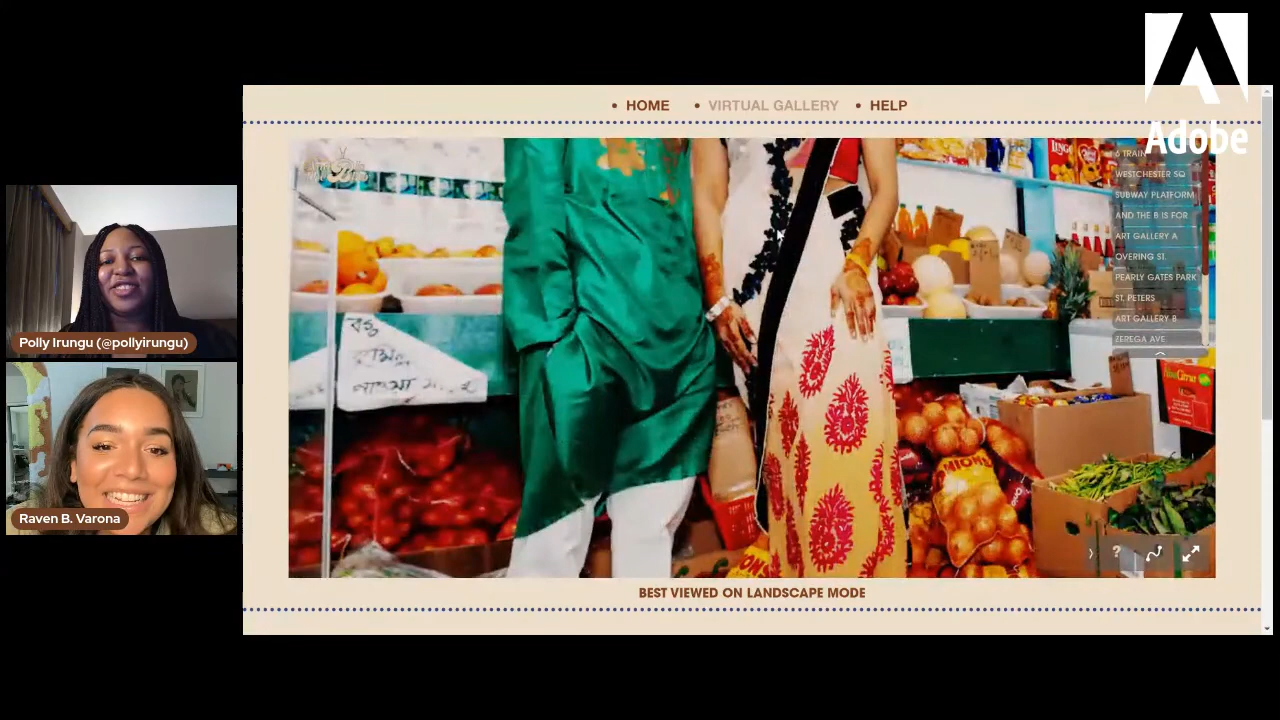 Adobe
HOME
VIRTUAL GALLERY
HELP
6 TRAIN
WESTCHESTER SQ
SUBWAY PLATFORM
AND THE B IS FOR
ART GALLERY A
OVERING ST.
PEARLY GATES PARK
ST. PETERS
ART GALLERY B
ZEREGA AVE
ONIONS
?
BEST VIEWED ON LANDSCAPE MODE
Polly Irungu (@pollyirungu)
Raven B. Varona